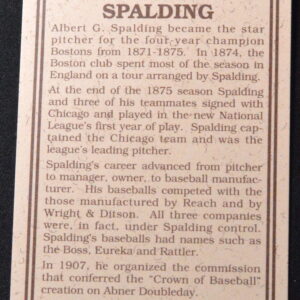 SPALDING
Albert G. Spalding became the star
pitcher for the four-year champion
Bostons from 1871-1875. In 1874, the
Boston club spent most of the season in
England on a tour arranged by Spalding.
At the end of the 1875 season Spalding
and three of his teammates signed with
Chicago and played in the new National
League's first year of play. Spalding cap-
tained the Chicago team and was the
league's leading pitcher.
Spalding's career advanced from pitcher
to manager, owner, to baseball manufac-
turer. His baseballs competed with the
those manufactured by Reach and by
Wright & Ditson. All three companies
were, in fact, under Spalding control.
Spalding's baseballs had names such as
the Boss, Eureka and Rattler.
In 1907, he organized the commission
that conferred the "Crown of Baseball"
creation on Abner Doubleday.